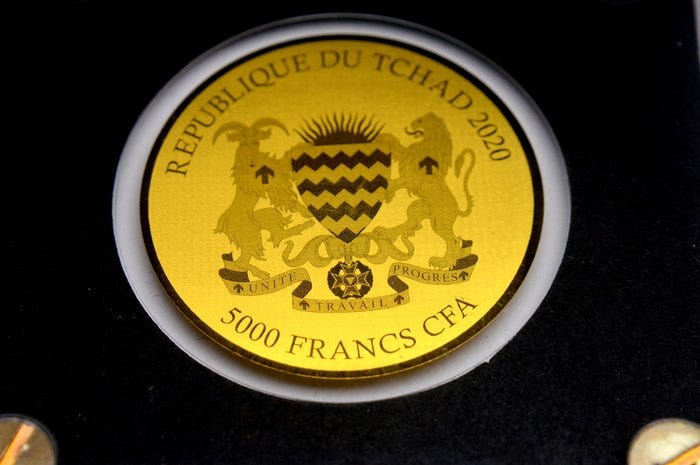 REPUBLIQUE DU TCHAD 2020
UNITE TRAVAIL PROGRES
5000 FRANCS CFA